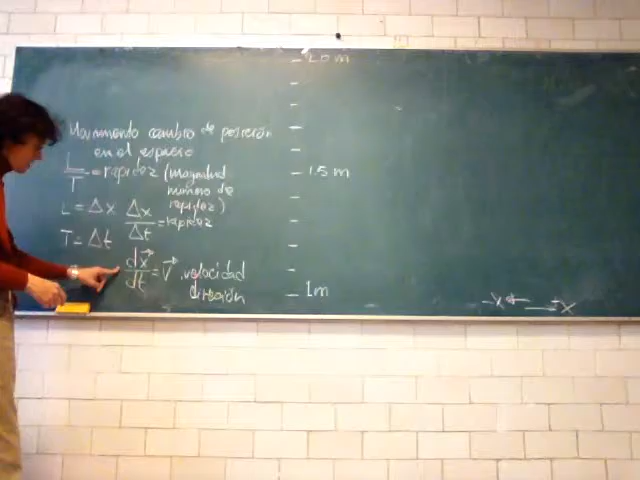 Movimiento cambio de posición
en el espacio
L/T = rapidez (magnitud
número de
rapidez)
L = Δx Δx/Δt = rapidez
T = Δt
dx⃗/dt = v⃗ velocidad
dirección
2.0 m
1.5 m
1 m
-x ← → x